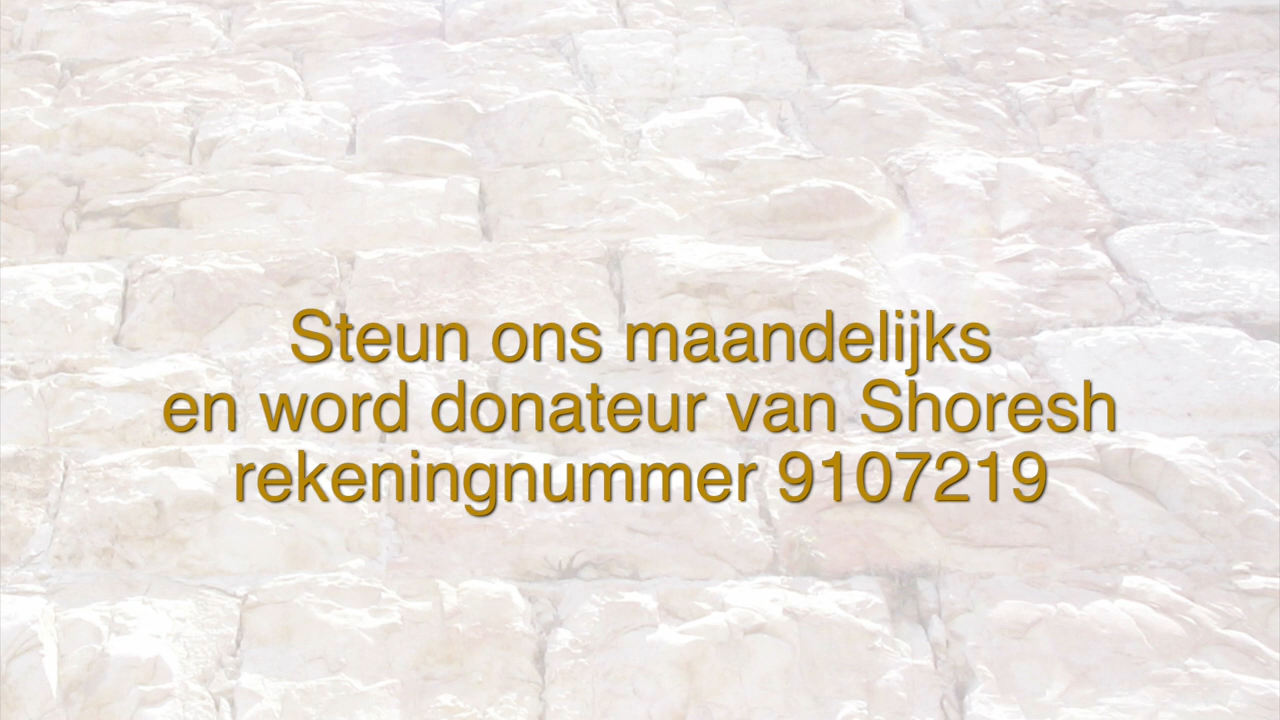 Steun ons maandelijks
en word donateur van Shoresh
rekeningnummer 9107219